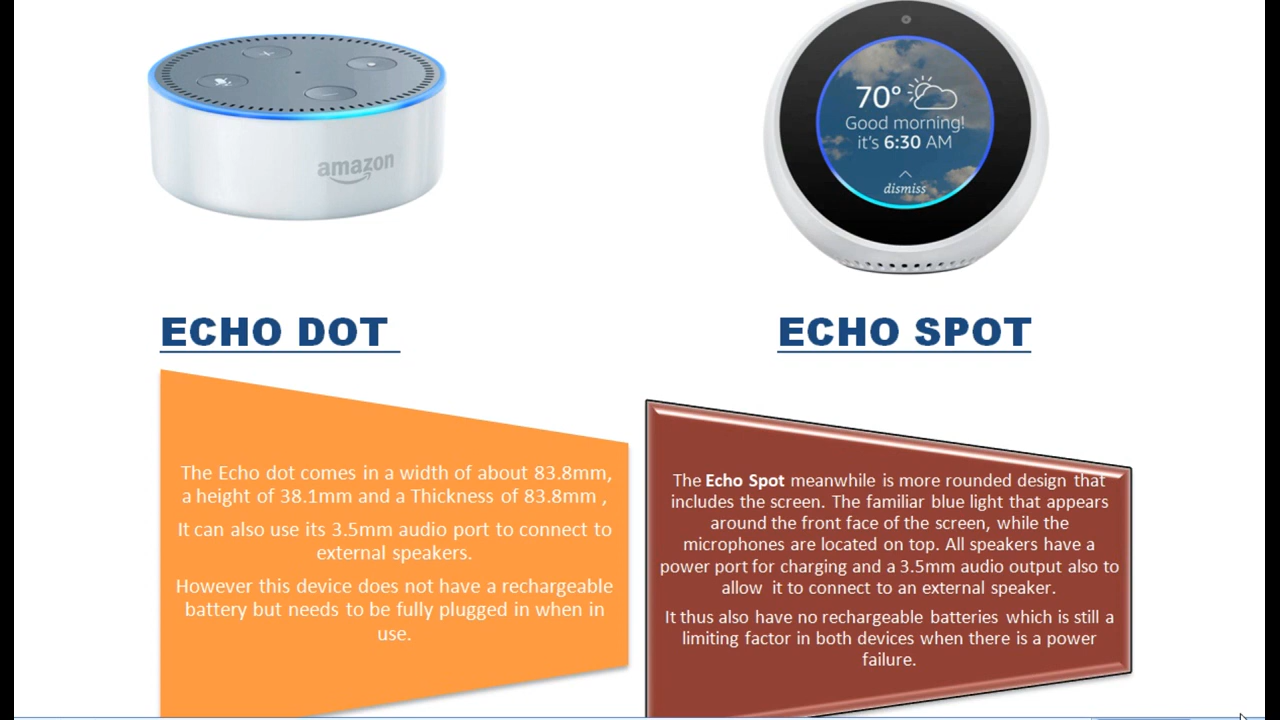 amazon
70°
Good morning!
it's 6:30 AM
dismiss
ECHO DOT
ECHO SPOT
The Echo dot comes in a width of about 83.8mm,
a height of 38.1mm and a Thickness of 83.8mm ,
It can also use its 3.5mm audio port to connect to
external speakers.
However this device does not have a rechargeable
battery but needs to be fully plugged in when in
use.
The Echo Spot meanwhile is more rounded design that
includes the screen. The familiar blue light that appears
around the front face of the screen, while the
microphones are located on top. All speakers have a
power port for charging and a 3.5mm audio output also to
allow it to connect to an external speaker.
It thus also have no rechargeable batteries which is still a
limiting factor in both devices when there is a power
failure.